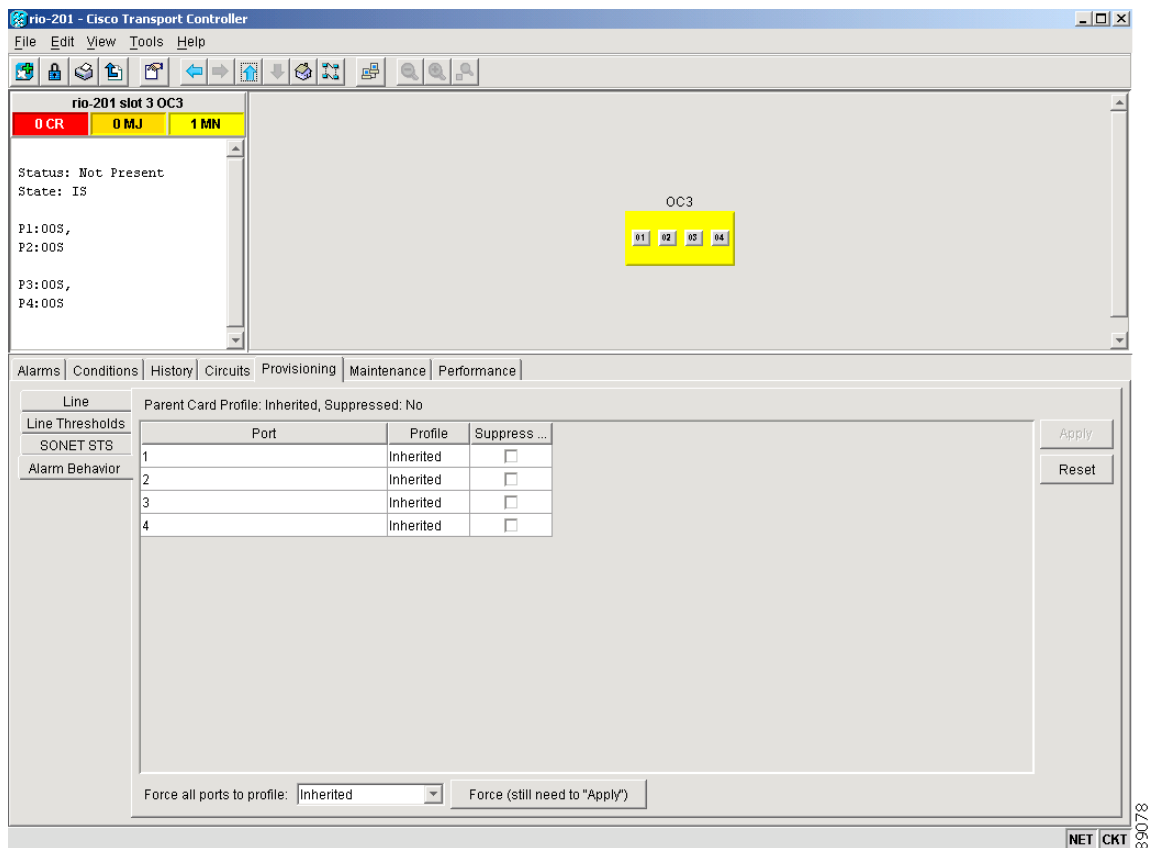 rio-201 - Cisco Transport Controller
File Edit View Tools Help
rio-201 slot 3 OC3
0 CR 0 MJ 1 MN
Status: Not Present
State: IS
P1:OOS,
P2:OOS
P3:OOS,
P4:OOS
OC3
01 02 03 04
Alarms Conditions History Circuits Provisioning Maintenance Performance
Line
Line Thresholds
SONET STS
Alarm Behavior
Parent Card Profile: Inherited, Suppressed: No
Port Profile Suppress ...
1 Inherited
2 Inherited
3 Inherited
4 Inherited
Apply
Reset
Force all ports to profile: Inherited Force (still need to "Apply")
NET CKT
89078